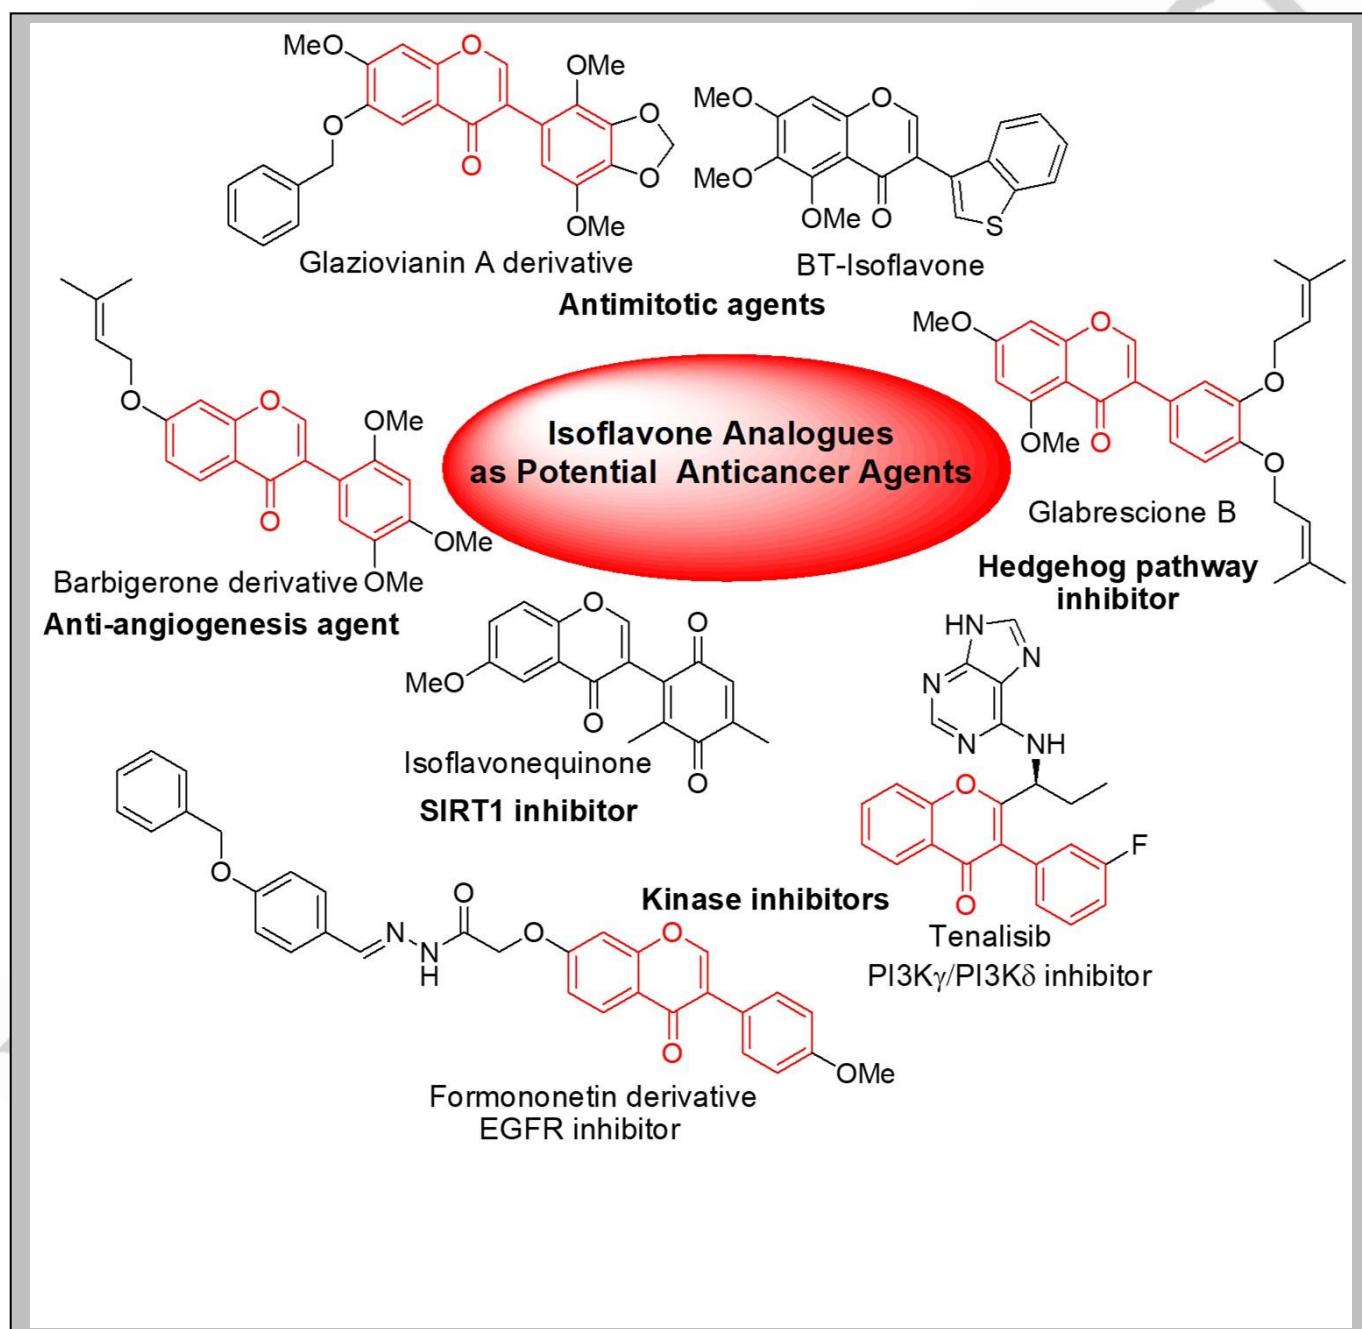 MeO
O
OMe
O
O
O
O
OMe
Glaziovianin A derivative
MeO
O
MeO
OMe
O
S
BT-Isoflavone
Antimitotic agents
O
O
OMe
O
OMe
OMe
Barbigerone derivative
Anti-angiogenesis agent
Isoflavone Analogues
as Potential Anticancer Agents
MeO
O
O
OMe
O
O
Glabrescione B
Hedgehog pathway
inhibitor
O
O
MeO
O
O
Isoflavonequinone
SIRT1 inhibitor
HN
N
N
N
NH
O
F
O
Tenalisib
PI3Kγ/PI3Kδ inhibitor
Kinase inhibitors
O
N
N
H
O
O
O
O
OMe
Formononetin derivative
EGFR inhibitor